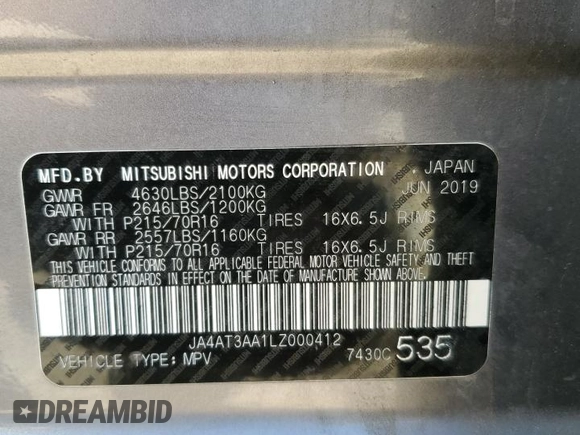 MFD.BY MITSUBISHI MOTORS CORPORATION JAPAN
GVWR 4630LBS/2100KG JUN 2019
GAWR FR 2646LBS/1200KG
WITH P215/70R16 TIRES 16X6.5J RIMS
GAWR RR 2557LBS/1160KG
WITH P215/70R16 TIRES 16X6.5J RIMS
THIS VEHICLE CONFORMS TO ALL APPLICABLE FEDERAL MOTOR VEHICLE SAFETY AND THEFT
PREVENTION STANDARDS IN EFFECT ON THE DATE OF MANUFACTURE SHOWN ABOVE.
JA4AT3AA1LZ000412
VEHICLE TYPE: MPV 7430C 535
DREAMBID